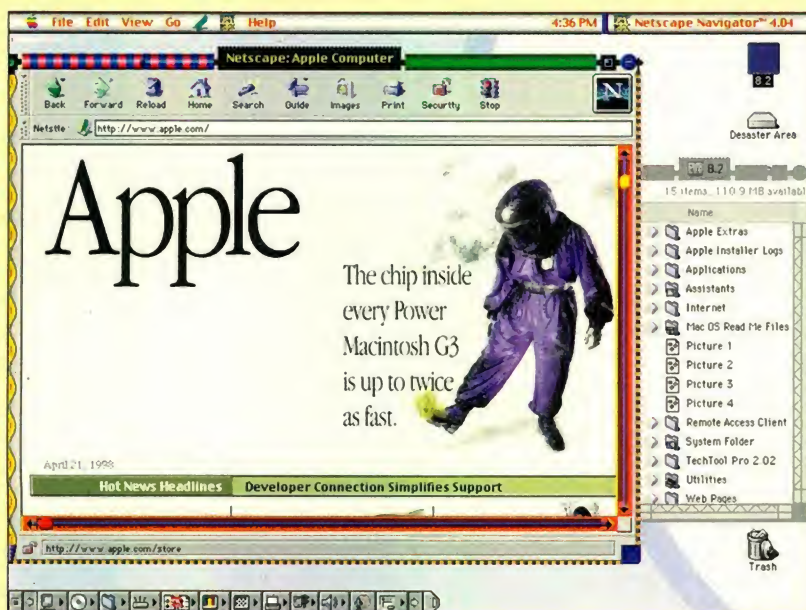 File Edit View Go Help 4:36 PM Netscape Navigator™ 4.04
Netscape: Apple Computer
Back Forward Reload Home Search Guide Images Print Security Stop
N
Netsite: http://www.apple.com/
8.2
Desaster Area
8.2
15 items, 110.9 MB availabl
Name
Apple Extras
Apple Installer Logs
Applications
Assistants
Internet
Mac OS Read Me Files
Picture 1
Picture 2
Picture 3
Picture 4
Remote Access Client
System Folder
TechTool Pro 2.02
Utilities
Web Pages
Apple
The chip inside
every Power
Macintosh G3
is up to twice
as fast.
April 21, 1998
Hot News Headlines Developer Connection Simplifies Support
http://www.apple.com/store
Trash